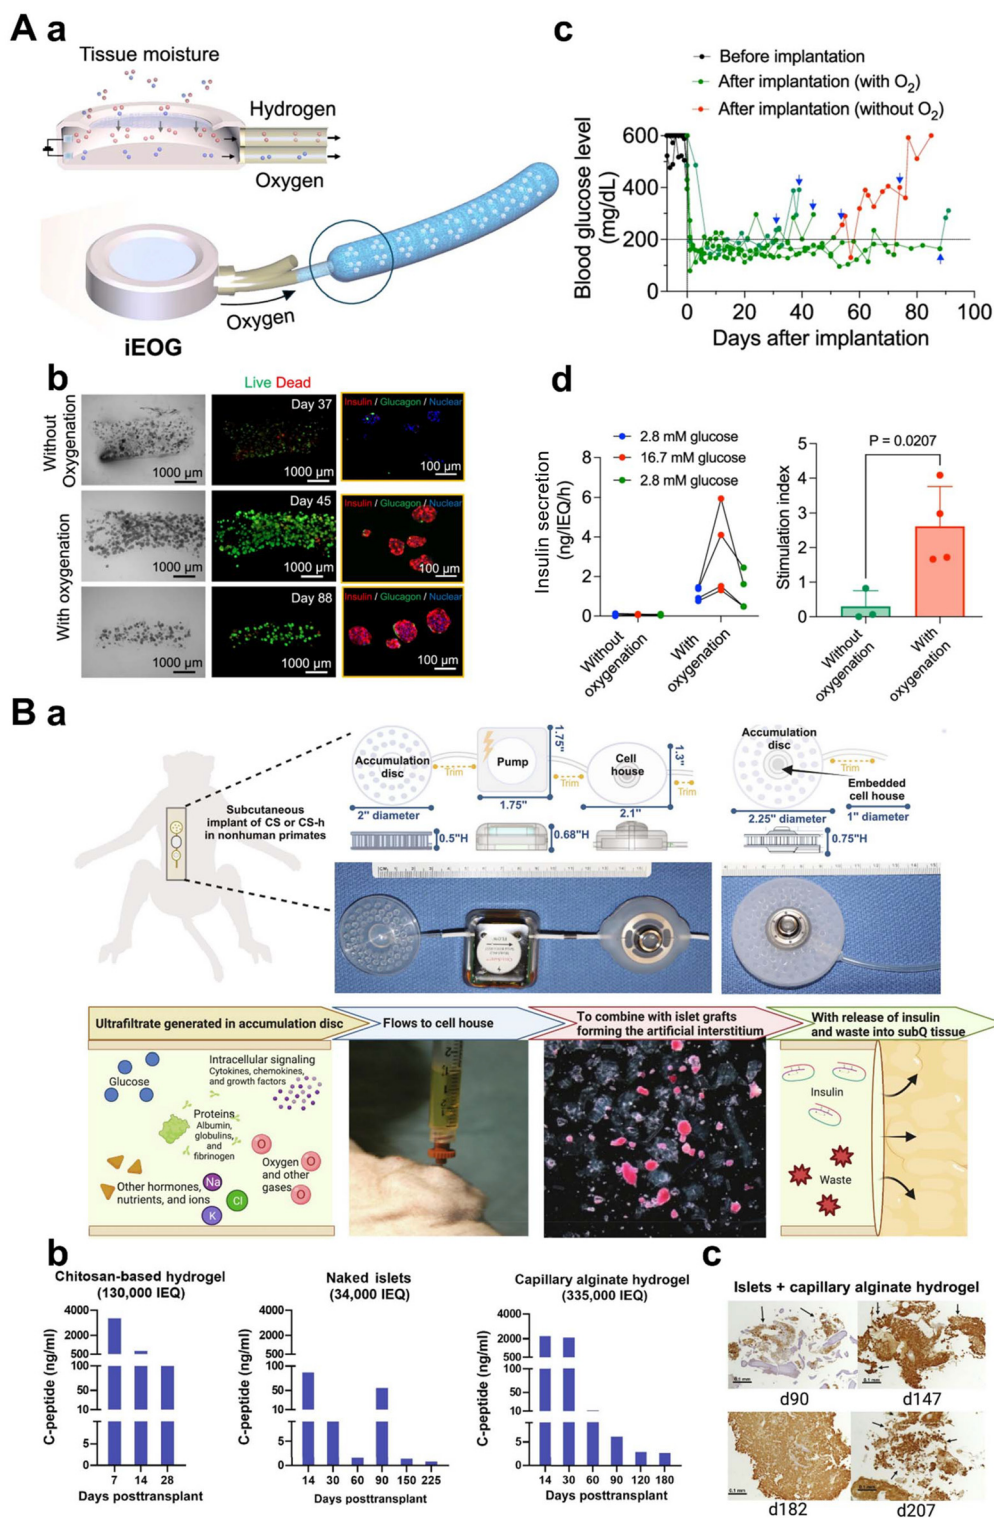 A a
Tissue moisture
Hydrogen
Oxygen
Oxygen
iEOG
c
Before implantation
After implantation (with O2)
After implantation (without O2)
Blood glucose level
(mg/dL)
600
400
200
0
0
20
40
60
80
100
Days after implantation
b
Live Dead
Without
Oxygenation
With oxygenation
1000 µm
Day 37
1000 µm
Insulin / Glucagon / Nuclear
100 µm
1000 µm
Day 45
1000 µm
Insulin / Glucagon / Nuclear
100 µm
1000 µm
Day 88
1000 µm
Insulin / Glucagon / Nuclear
100 µm
d
2.8 mM glucose
16.7 mM glucose
2.8 mM glucose
Insulin secretion
(ng/IEQ/h)
8
6
4
2
0
Without
oxygenation
With
oxygenation
P = 0.0207
Stimulation index
5
4
3
2
1
0
Without
oxygenation
With
oxygenation
B a
Subcutaneous
implant of CS or CS-h
in nonhuman primates
Accumulation
disc
Trim
Pump
Trim
Cell
house
Trim
1.75"
1.3"
2" diameter
1.75"
2.1"
0.5"H
0.68"H
Accumulation
disc
Trim
Embedded
cell house
2.25" diameter
1" diameter
0.75"H
Ultrafiltrate generated in accumulation disc
Flows to cell house
To combine with islet grafts
forming the artificial interstitium
With release of insulin
and waste into subQ tissue
Glucose
Intracellular signaling
Cytokines, chemokines,
and growth factors
Proteins
Albumin,
globulins,
and
fibrinogen
Oxygen
and other
gases
O
O
O
Other hormones,
nutrients, and ions
Na
K
Cl
Insulin
Waste
b
Chitosan-based hydrogel
(130,000 IEQ)
C-peptide (ng/ml)
4000
2000
500
100
50
10
5
0
7
14
28
Days posttransplant
Naked islets
(34,000 IEQ)
C-peptide (ng/ml)
4000
2000
500
100
50
10
5
0
14
30
60
90
150
225
Days posttransplant
Capillary alginate hydrogel
(335,000 IEQ)
C-peptide (ng/ml)
4000
2000
500
100
50
10
5
0
14
30
60
90
120
180
Days posttransplant
c
Islets + capillary alginate hydrogel
0.1 mm
0.1 mm
d90
d147
0.1 mm
0.1 mm
d182
d207